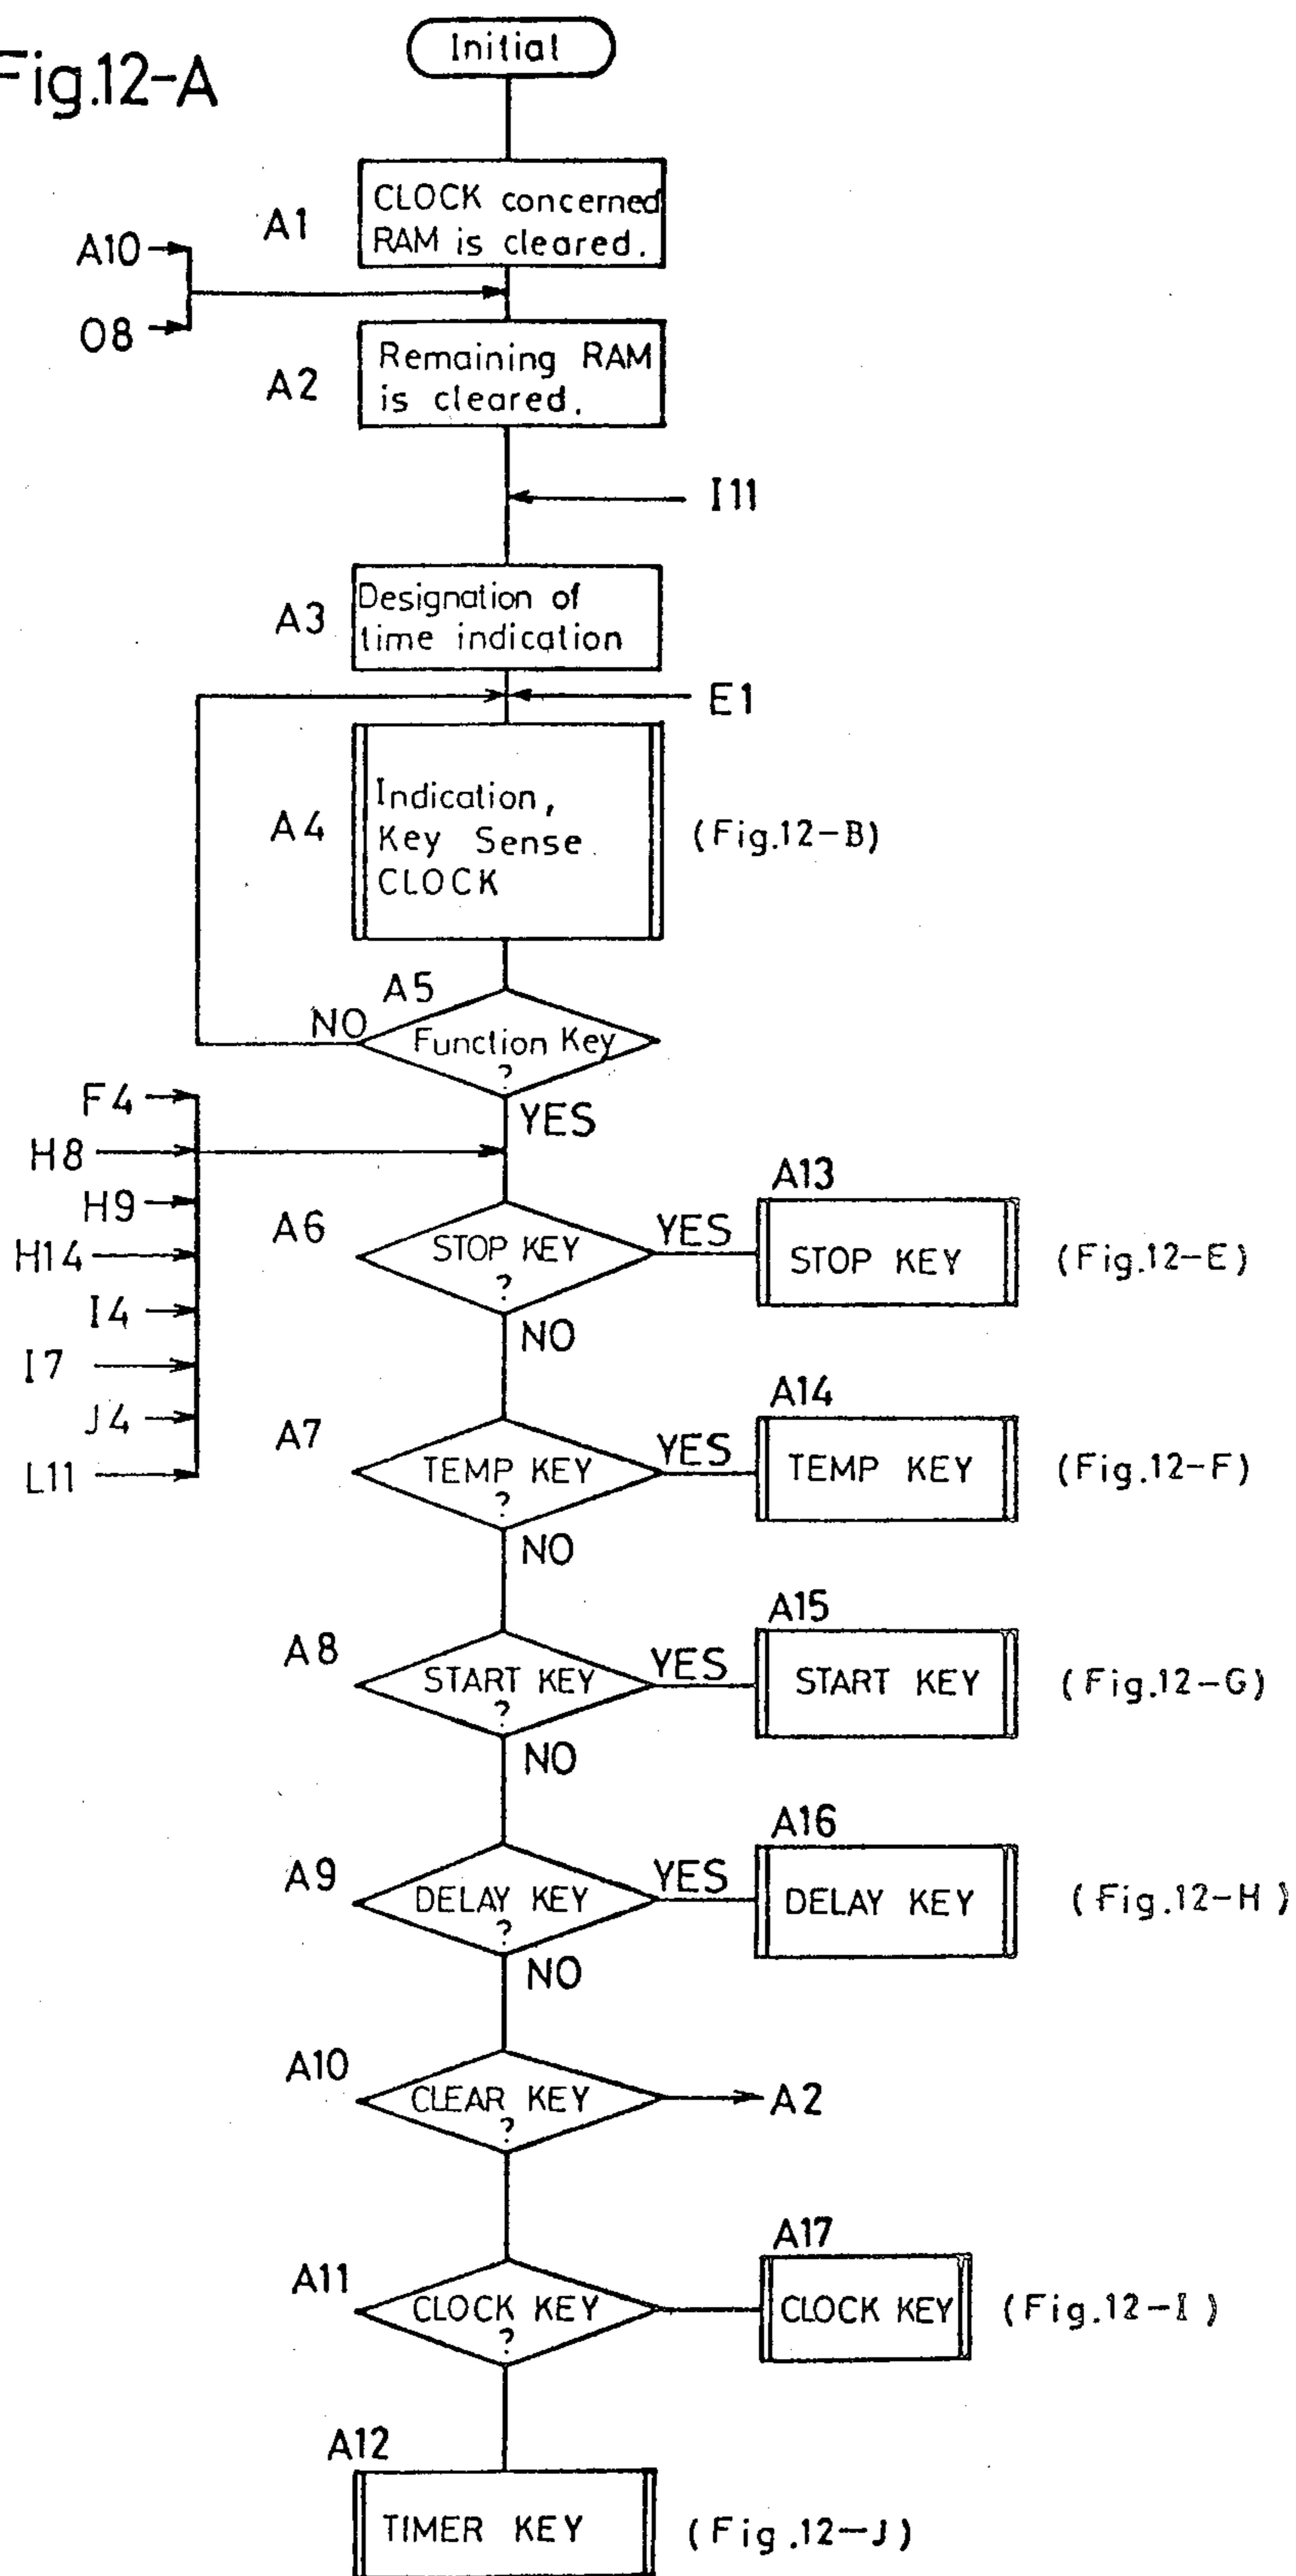 Fig.12-A
Initial
A1
CLOCK concerned
RAM is cleared.
A10
O8
A2
Remaining RAM
is cleared.
I11
A3
Designation of
time indication
E1
A4
Indication,
Key Sense
CLOCK
(Fig.12-B)
A5
NO
Function Key
?
YES
F4
H8
H9
H14
I4
I7
J4
L11
A6
STOP KEY
?
YES
NO
A13
STOP KEY
(Fig.12-E)
A7
TEMP KEY
?
YES
NO
A14
TEMP KEY
(Fig.12-F)
A8
START KEY
?
YES
NO
A15
START KEY
(Fig.12-G)
A9
DELAY KEY
?
YES
NO
A16
DELAY KEY
(Fig.12-H)
A10
CLEAR KEY
?
A2
A11
CLOCK KEY
?
A17
CLOCK KEY
(Fig.12-I)
A12
TIMER KEY
(Fig.12-J)